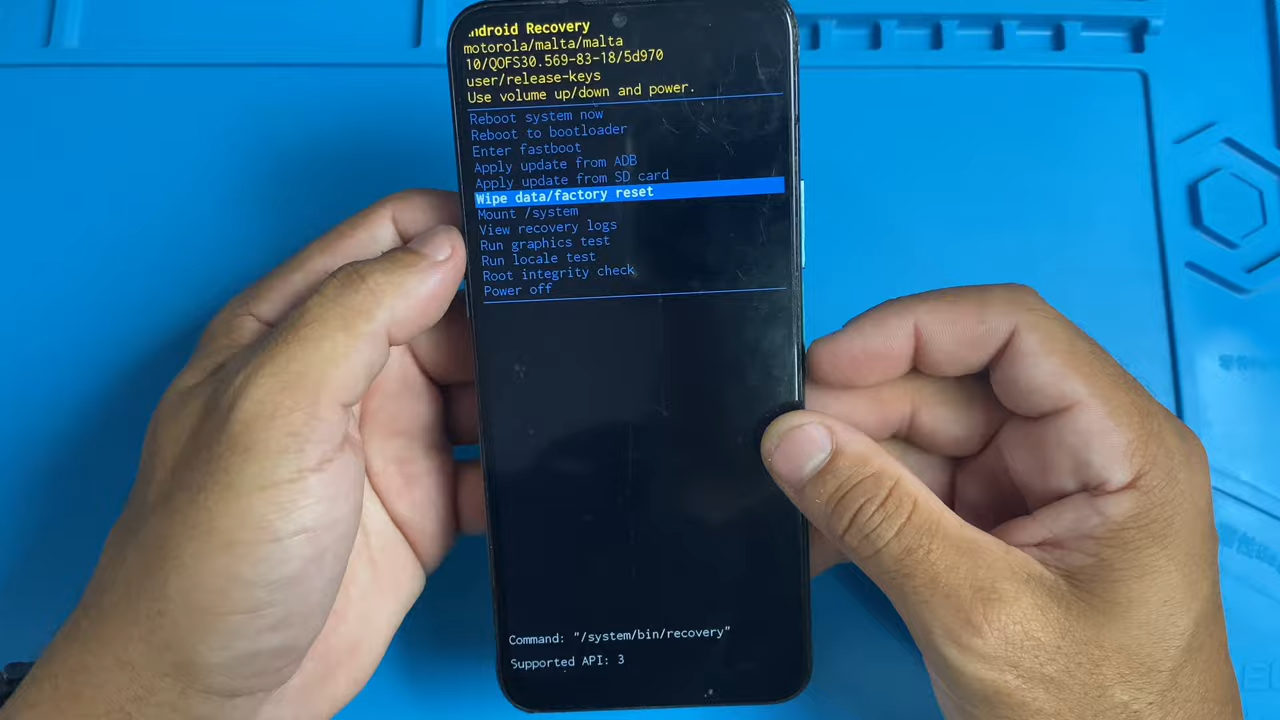 ndroid Recovery
motorola/malta/malta
10/QOFS30.569-83-18/5d970
user/release-keys
Use volume up/down and power.
Reboot system now
Reboot to bootloader
Enter fastboot
Apply update from ADB
Apply update from SD card
Wipe data/factory reset
Mount /system
View recovery logs
Run graphics test
Run locale test
Root integrity check
Power off
Command: "/system/bin/recovery"
Supported API: 3